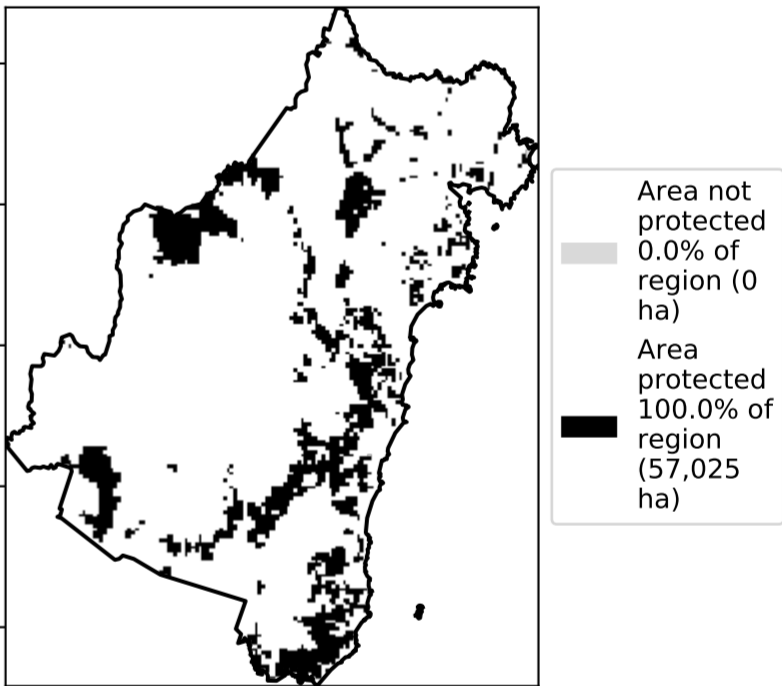 Area not
protected
0.0% of
region (0
ha)
Area
protected
100.0% of
region
(57,025
ha)